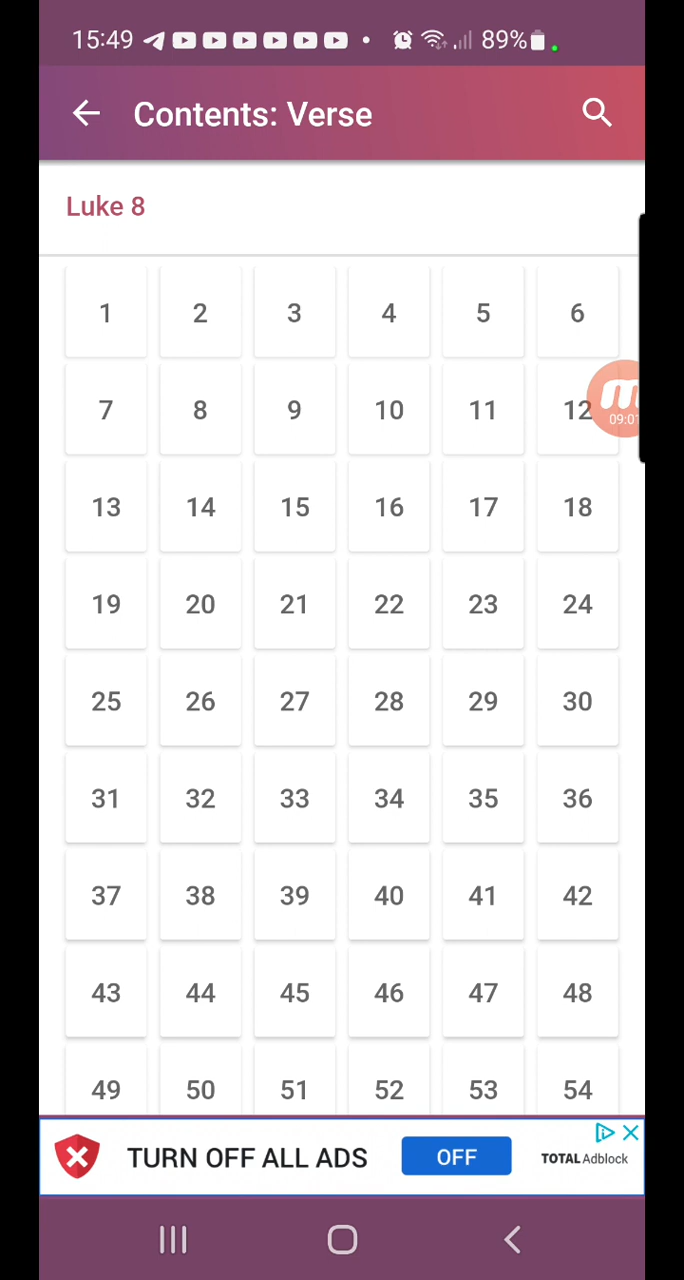 15:49 89%
Contents: Verse
Luke 8
1 2 3 4 5 6
7 8 9 10 11 12
09:01
13 14 15 16 17 18
19 20 21 22 23 24
25 26 27 28 29 30
31 32 33 34 35 36
37 38 39 40 41 42
43 44 45 46 47 48
49 50 51 52 53 54
TURN OFF ALL ADS OFF TOTAL Adblock